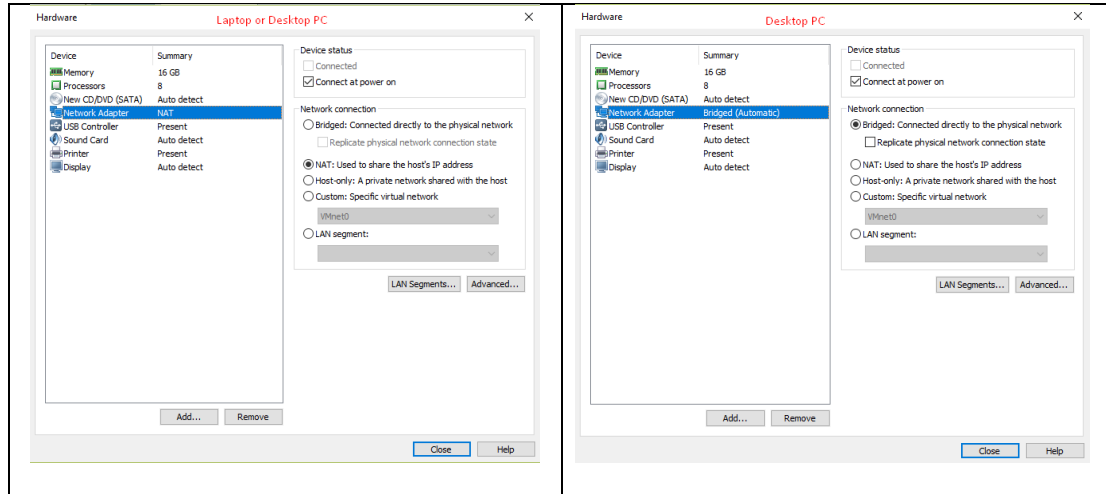 Hardware
Laptop or Desktop PC
Device Summary
Memory 16 GB
Processors 8
New CD/DVD (SATA) Auto detect
Network Adapter NAT
USB Controller Present
Sound Card Auto detect
Printer Present
Display Auto detect
Add... Remove
Device status
Connected
Connect at power on
Network connection
Bridged: Connected directly to the physical network
Replicate physical network connection state
NAT: Used to share the host's IP address
Host-only: A private network shared with the host
Custom: Specific virtual network
VMnet0
LAN segment:
LAN Segments... Advanced...
Close Help
Hardware
Desktop PC
Device Summary
Memory 16 GB
Processors 8
New CD/DVD (SATA) Auto detect
Network Adapter Bridged (Automatic)
USB Controller Present
Sound Card Auto detect
Printer Present
Display Auto detect
Add... Remove
Device status
Connected
Connect at power on
Network connection
Bridged: Connected directly to the physical network
Replicate physical network connection state
NAT: Used to share the host's IP address
Host-only: A private network shared with the host
Custom: Specific virtual network
VMnet0
LAN segment:
LAN Segments... Advanced...
Close Help